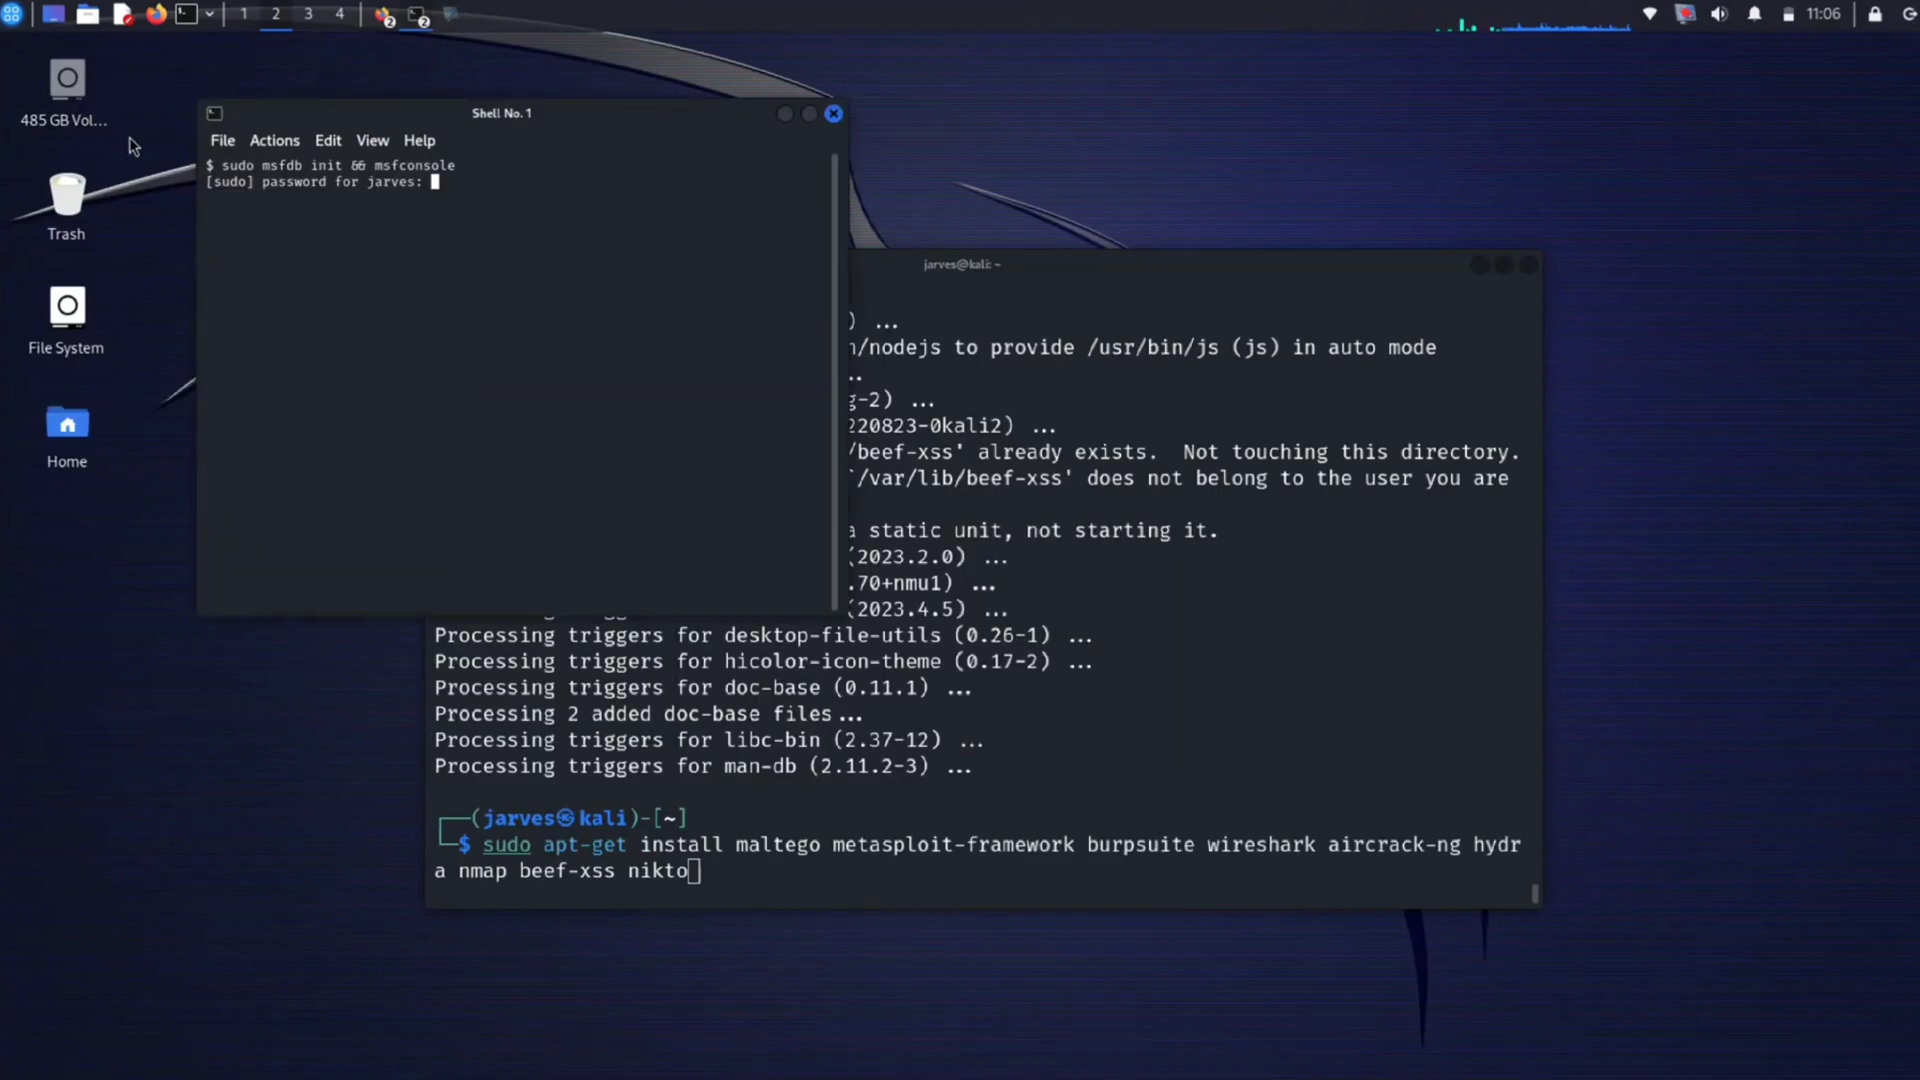 1 2 3 4 2 2 11:06
485 GB Vol...
Trash
File System
Home
Shell No. 1
File Actions Edit View Help
$ sudo msfdb init && msfconsole
[sudo] password for jarves:
jarves@kali: ~
) ...
/nodejs to provide /usr/bin/js (js) in auto mode
..
g-2) ...
220823-0kali2) ...
/beef-xss' already exists.  Not touching this directory.
`/var/lib/beef-xss' does not belong to the user you are
a static unit, not starting it.
(2023.2.0) ...
.70+nmu1) ...
(2023.4.5) ...
Processing triggers for desktop-file-utils (0.26-1) ...
Processing triggers for hicolor-icon-theme (0.17-2) ...
Processing triggers for doc-base (0.11.1) ...
Processing 2 added doc-base files...
Processing triggers for libc-bin (2.37-12) ...
Processing triggers for man-db (2.11.2-3) ...
(jarves㉿kali)-[~]
$ sudo apt-get install maltego metasploit-framework burpsuite wireshark aircrack-ng hydr
a nmap beef-xss nikto